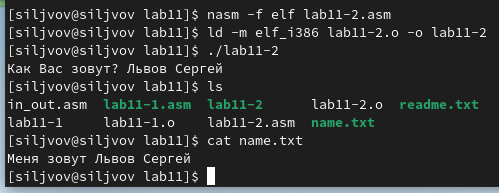 [siljvov@siljvov lab11]$ nasm -f elf lab11-2.asm
[siljvov@siljvov lab11]$ ld -m elf_i386 lab11-2.o -o lab11-2
[siljvov@siljvov lab11]$ ./lab11-2
Как Вас зовут? Львов Сергей
[siljvov@siljvov lab11]$ ls
in_out.asm  lab11-1.asm  lab11-2      lab11-2.o  readme.txt
lab11-1     lab11-1.o    lab11-2.asm  name.txt
[siljvov@siljvov lab11]$ cat name.txt
Меня зовут Львов Сергей
[siljvov@siljvov lab11]$